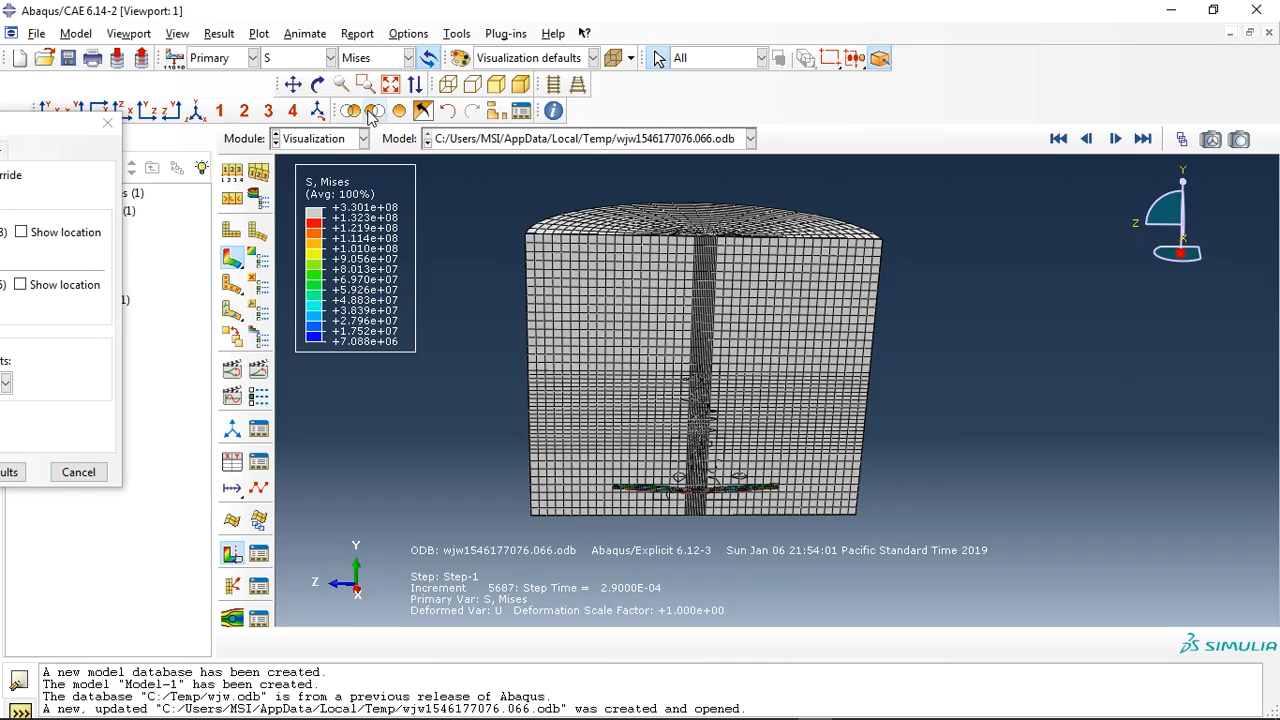 Abaqus/CAE 6.14-2 [Viewport: 1]
File Model Viewport View Result Plot Animate Report Options Tools Plug-ins Help
Primary S Mises Visualization defaults All
1 2 3 4
Module: Visualization Model: C:/Users/MSI/AppData/Local/Temp/wjw1546177076.066.odb
rride
s (1)
(1)
3) Show location
5) Show location
1)
ts:
ults Cancel
S, Mises
(Avg: 100%)
+3.301e+08
+1.323e+08
+1.219e+08
+1.114e+08
+1.010e+08
+9.056e+07
+8.013e+07
+6.970e+07
+5.926e+07
+4.883e+07
+3.839e+07
+2.796e+07
+1.752e+07
+7.088e+06
Y
Z
X
Y
Z
X
ODB: wjw1546177076.066.odb Abaqus/Explicit 6.12-3 Sun Jan 06 21:54:01 Pacific Standard Time 2019
Step: Step-1
Increment 5687: Step Time = 2.9000E-04
Primary Var: S, Mises
Deformed Var: U Deformation Scale Factor: +1.000e+00
SIMULIA
A new model database has been created.
The model "Model-1" has been created.
The database "C:/Temp/wjw.odb" is from a previous release of Abaqus.
A new, updated "C:/Users/MSI/AppData/Local/Temp/wjw1546177076.066.odb" was created and opened.